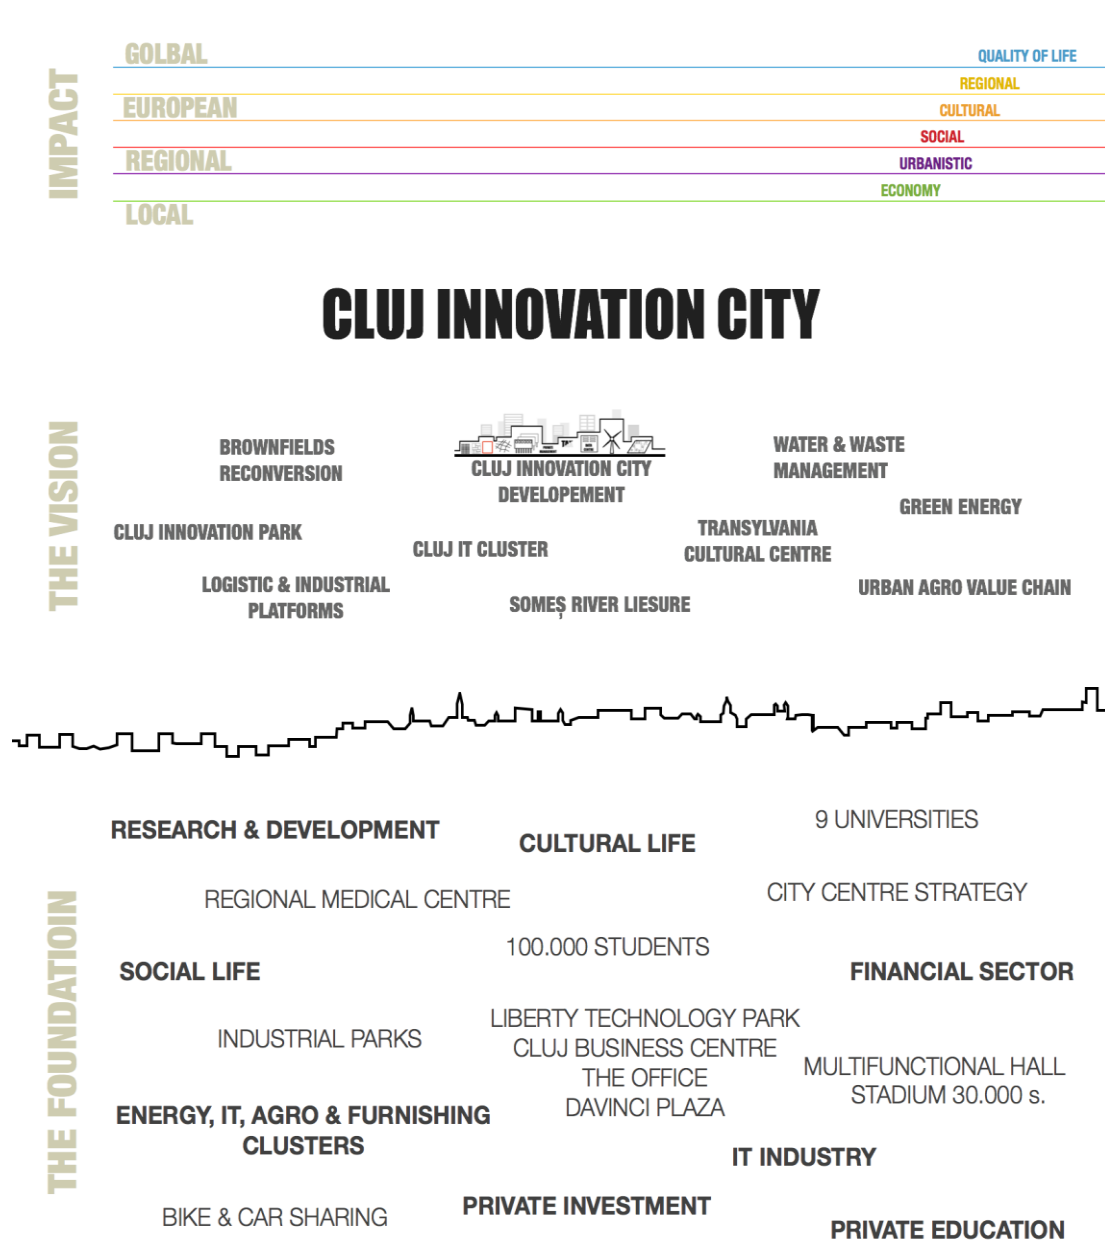 IMPACT
GOLBAL
QUALITY OF LIFE
REGIONAL
EUROPEAN
CULTURAL
SOCIAL
REGIONAL
URBANISTIC
ECONOMY
LOCAL
CLUJ INNOVATION CITY
THE VISION
BROWNFIELDS
RECONVERSION
CLUJ INNOVATION CITY
DEVELOPEMENT
WATER & WASTE
MANAGEMENT
GREEN ENERGY
CLUJ INNOVATION PARK
CLUJ IT CLUSTER
TRANSYLVANIA
CULTURAL CENTRE
LOGISTIC & INDUSTRIAL
PLATFORMS
SOMEȘ RIVER LIESURE
URBAN AGRO VALUE CHAIN
THE FOUNDATIOIN
RESEARCH & DEVELOPMENT
CULTURAL LIFE
9 UNIVERSITIES
REGIONAL MEDICAL CENTRE
CITY CENTRE STRATEGY
100.000 STUDENTS
SOCIAL LIFE
FINANCIAL SECTOR
INDUSTRIAL PARKS
LIBERTY TECHNOLOGY PARK
CLUJ BUSINESS CENTRE
THE OFFICE
DAVINCI PLAZA
MULTIFUNCTIONAL HALL
STADIUM 30.000 s.
ENERGY, IT, AGRO & FURNISHING
CLUSTERS
IT INDUSTRY
BIKE & CAR SHARING
PRIVATE INVESTMENT
PRIVATE EDUCATION